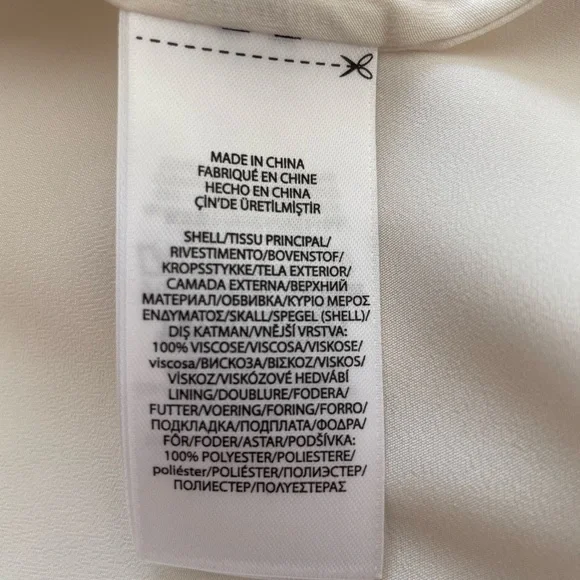 MADE IN CHINA
FABRIQUÉ EN CHINE
HECHO EN CHINA
ÇİN'DE ÜRETİLMİŞTİR
SHELL/TISSU PRINCIPAL/
RIVESTIMENTO/BOVENSTOF/
KROPSSTYKKE/TELA EXTERIOR/
CAMADA EXTERNA/ВЕРХНИЙ
МАТЕРИАЛ/ОБВИВКА/ΚΥΡΙΟ ΜΕΡΟΣ
ΕΝΔΥΜΑΤΟΣ/SKALL/SPEGEL (SHELL)/
DIŞ KATMAN/VNĚJŠÍ VRSTVA:
100% VISCOSE/VISCOSA/VISKOSE/
viscosa/ВИСКОЗА/ΒΙΣΚΟΖ/VISKOS/
VİSKOZ/VISKÓZOVÉ HEDVÁBÍ
LINING/DOUBLURE/FODERA/
FUTTER/VOERING/FORING/FORRO/
ПОДКЛАДКА/ПОДПЛАТА/ΦΟΔΡΑ/
FÔR/FODER/ASTAR/PODŠÍVKA:
100% POLYESTER/POLIESTERE/
poliéster/POLIÉSTER/ПОЛИЭСТЕР/
ПОЛИЕСТЕР/ΠΟΛΥΕΣΤΕΡΑΣ